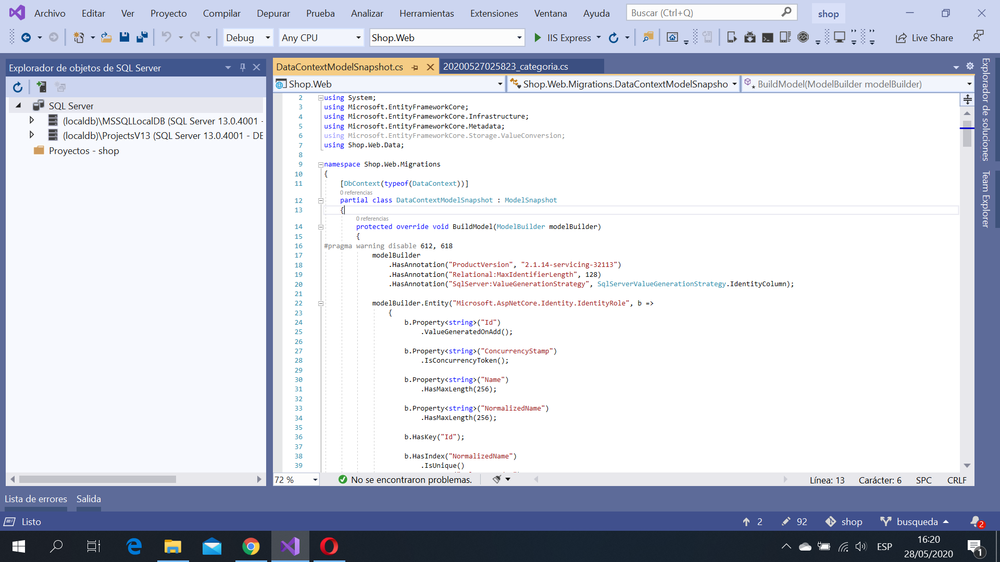 Archivo Editar Ver Proyecto Compilar Depurar Prueba Analizar Herramientas Extensiones Ventana Ayuda Buscar (Ctrl+Q) shop
Debug Any CPU Shop.Web IIS Express Live Share
Explorador de objetos de SQL Server
SQL Server
(localdb)\MSSQLLocalDB (SQL Server 13.0.4001 -
(localdb)\ProjectsV13 (SQL Server 13.0.4001 - DE
Proyectos - shop
DataContextModelSnapshot.cs 20200527025823_categoria.cs
Shop.Web Shop.Web.Migrations.DataContextModelSnapsho BuildModel(ModelBuilder modelBuilder)
2 using System;
3 using Microsoft.EntityFrameworkCore;
4 using Microsoft.EntityFrameworkCore.Infrastructure;
5 using Microsoft.EntityFrameworkCore.Metadata;
6 using Microsoft.EntityFrameworkCore.Storage.ValueConversion;
7 using Shop.Web.Data;
8
9 namespace Shop.Web.Migrations
10 {
11 [DbContext(typeof(DataContext))]
0 referencias
12 partial class DataContextModelSnapshot : ModelSnapshot
13 {
0 referencias
14 protected override void BuildModel(ModelBuilder modelBuilder)
15 {
16 #pragma warning disable 612, 618
17 modelBuilder
18 .HasAnnotation("ProductVersion", "2.1.14-servicing-32113")
19 .HasAnnotation("Relational:MaxIdentifierLength", 128)
20 .HasAnnotation("SqlServer:ValueGenerationStrategy", SqlServerValueGenerationStrategy.IdentityColumn);
21
22 modelBuilder.Entity("Microsoft.AspNetCore.Identity.IdentityRole", b =>
23 {
24 b.Property<string>("Id")
25 .ValueGeneratedOnAdd();
26
27 b.Property<string>("ConcurrencyStamp")
28 .IsConcurrencyToken();
29
30 b.Property<string>("Name")
31 .HasMaxLength(256);
32
33 b.Property<string>("NormalizedName")
34 .HasMaxLength(256);
35
36 b.HasKey("Id");
37
38 b.HasIndex("NormalizedName")
39 .IsUnique()
72 % No se encontraron problemas. Línea: 13 Carácter: 6 SPC CRLF
Explorador de soluciones
Team Explorer
Lista de errores Salida
Listo 2 92 shop busqueda 2
ESP 16:20
28/05/2020 1